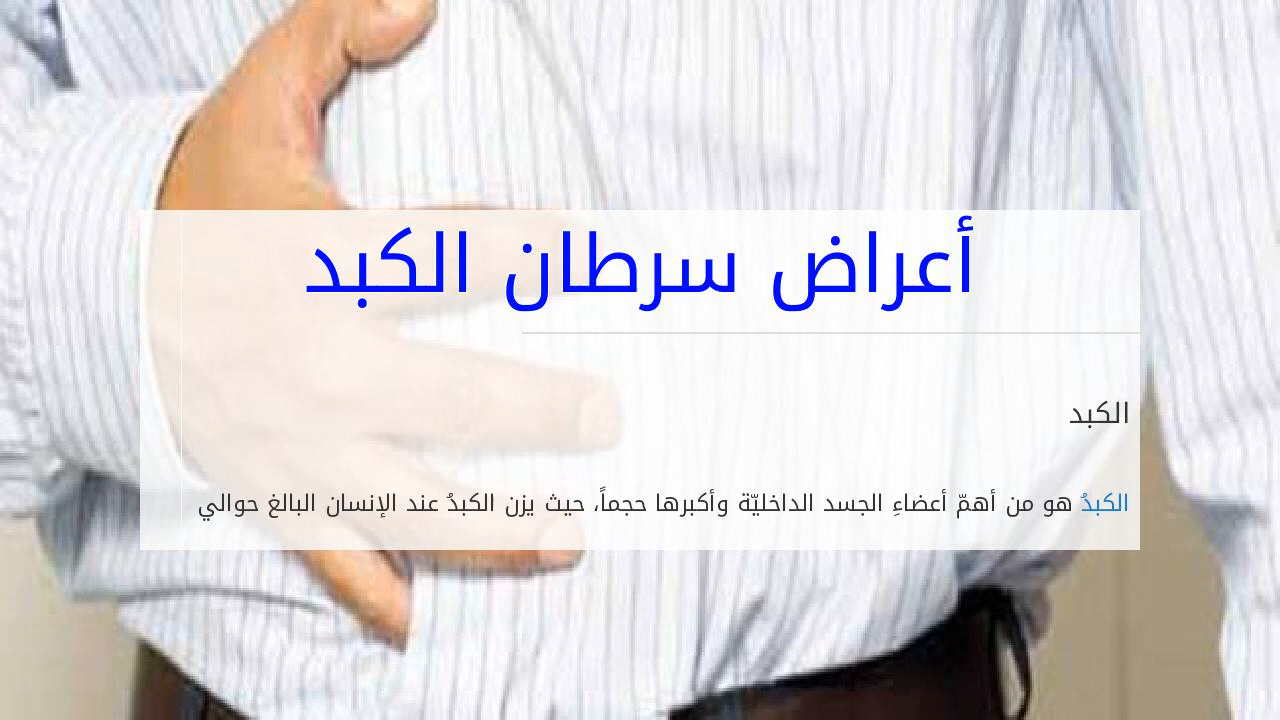 أعراض سرطان الكبد
الكبد
الكبدُ هو من أهمّ أعضاءِ الجسد الداخليّة وأكبرها حجماً، حيث يزن الكبدُ عند الإنسان البالغ حوالي